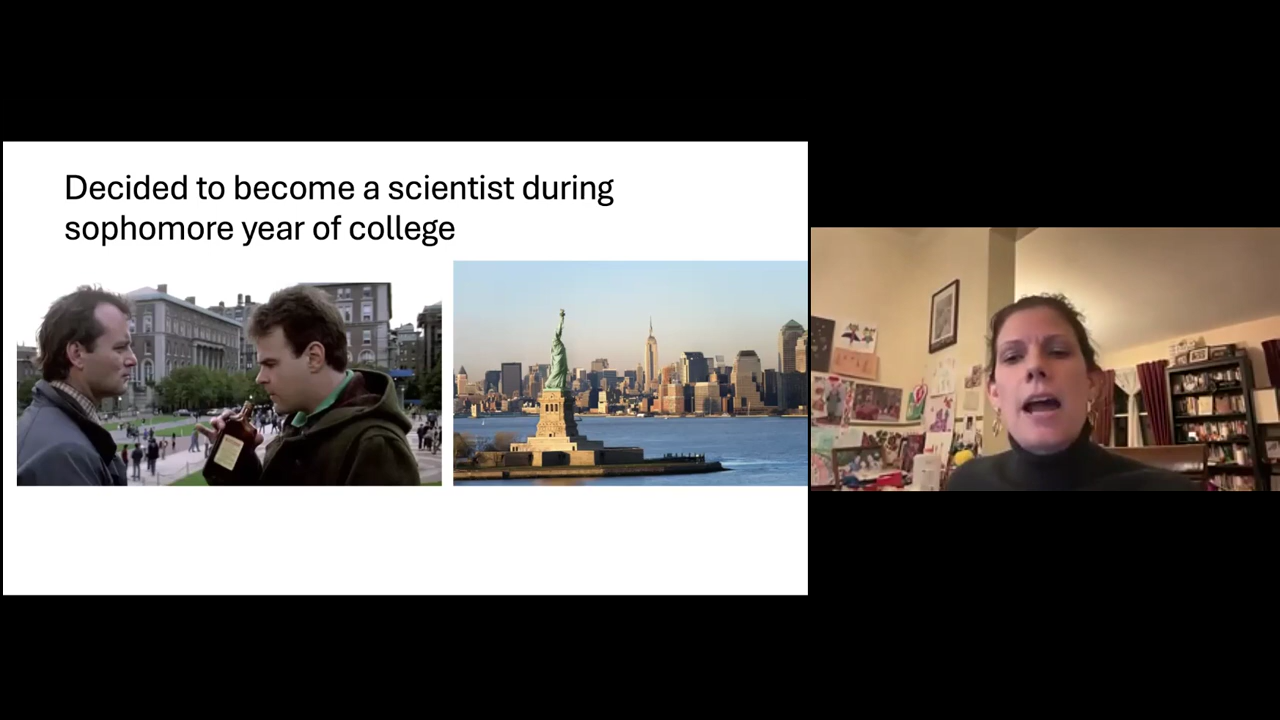 Decided to become a scientist during
sophomore year of college